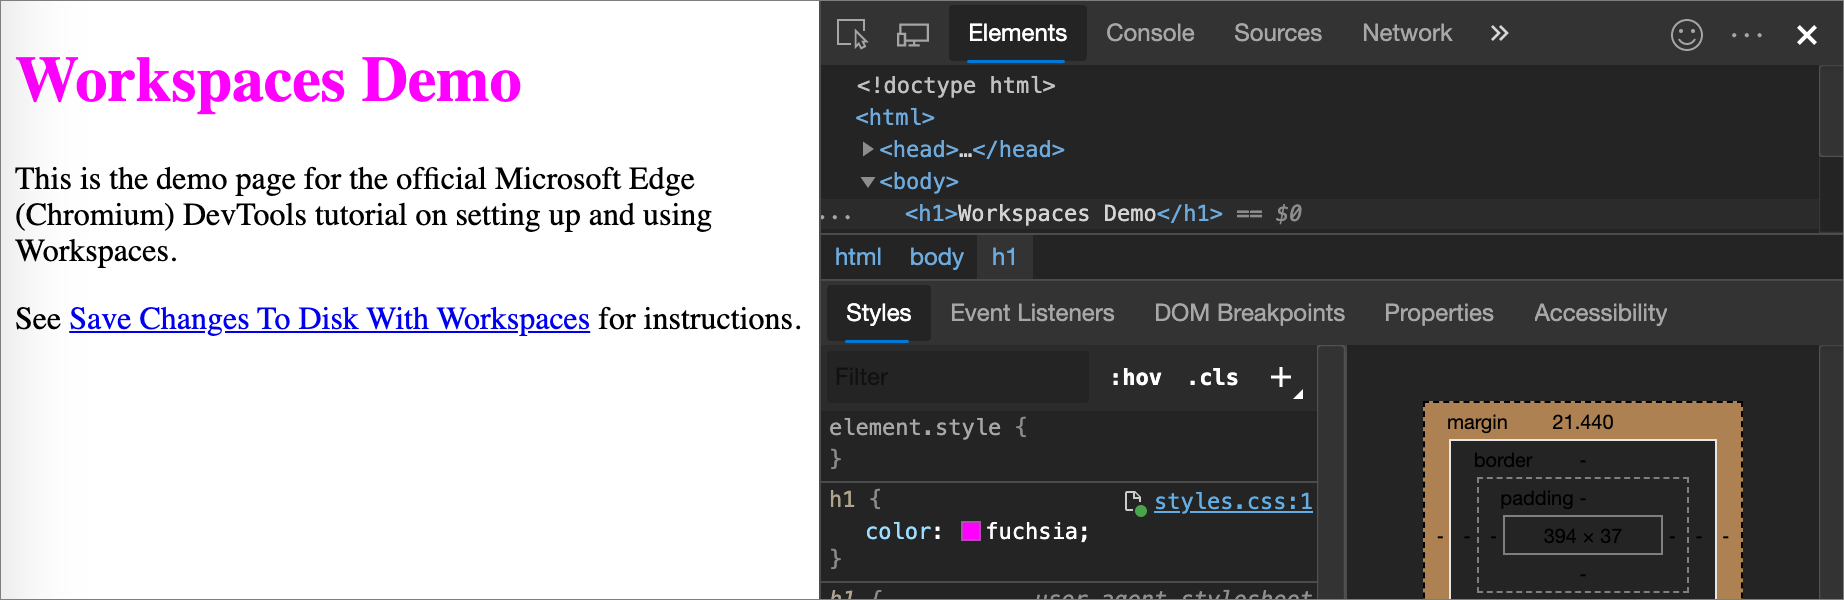 Workspaces Demo
This is the demo page for the official Microsoft Edge
(Chromium) DevTools tutorial on setting up and using
Workspaces.
See Save Changes To Disk With Workspaces for instructions.
Elements Console Sources Network »
<!doctype html>
<html>
<head>…</head>
<body>
... <h1>Workspaces Demo</h1> == $0
html body h1
Styles Event Listeners DOM Breakpoints Properties Accessibility
Filter :hov .cls +
element.style {
}
h1 { styles.css:1
color: fuchsia;
}
h1 { user agent stylesheet
margin 21.440
border -
padding -
- - - 394 × 37 - - -
-